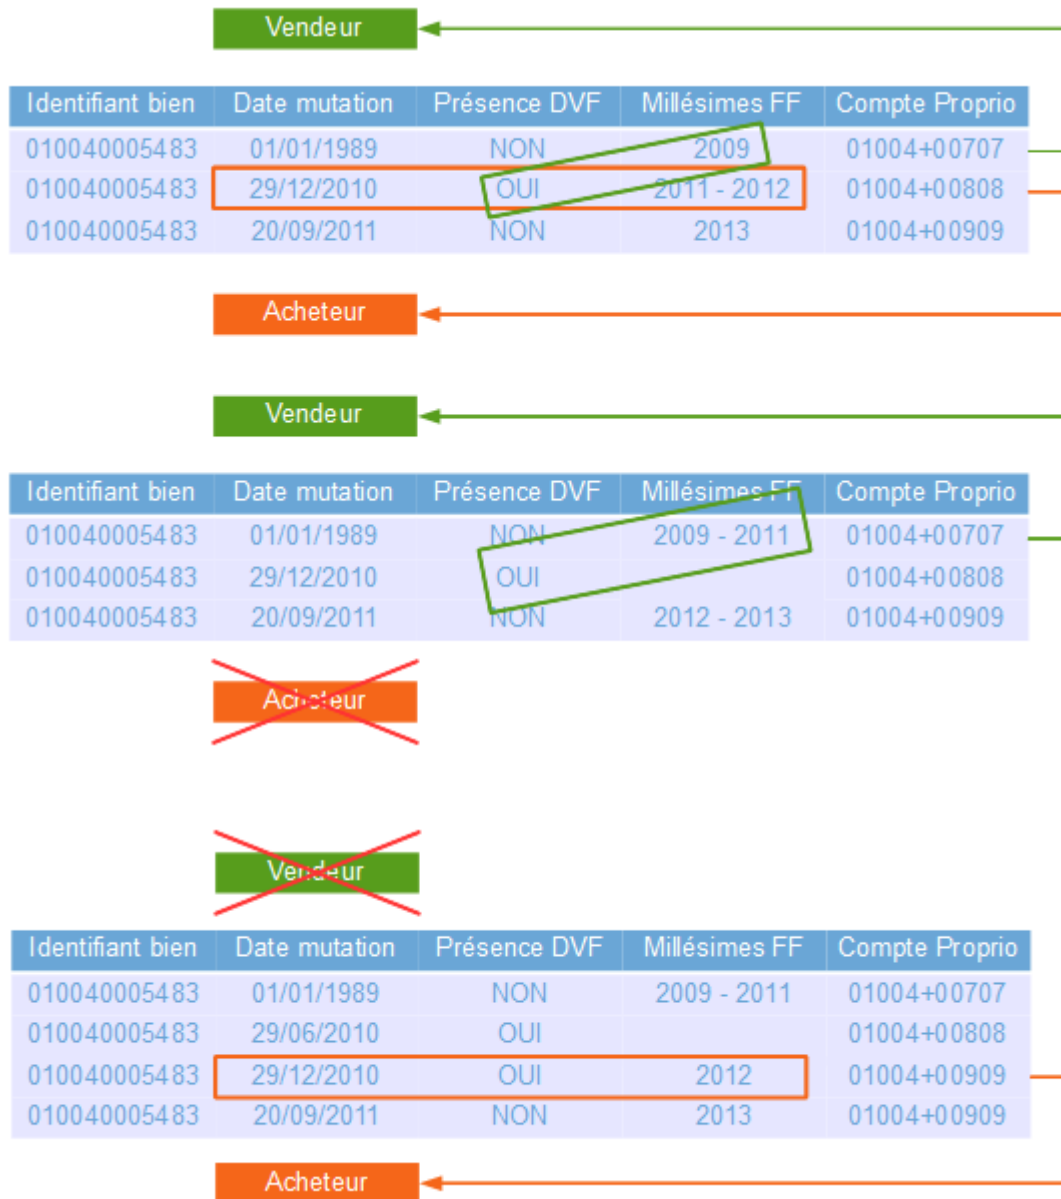 Vendeur
Identifiant bien Date mutation Présence DVF Millésimes FF Compte Proprio
010040005483 01/01/1989 NON 2009 01004+00707
010040005483 29/12/2010 OUI 2011 - 2012 01004+00808
010040005483 20/09/2011 NON 2013 01004+00909
Acheteur
Vendeur
Identifiant bien Date mutation Présence DVF Millésimes FF Compte Proprio
010040005483 01/01/1989 NON 2009 - 2011 01004+00707
010040005483 29/12/2010 OUI 01004+00808
010040005483 20/09/2011 NON 2012 - 2013 01004+00909
Acheteur
Vendeur
Identifiant bien Date mutation Présence DVF Millésimes FF Compte Proprio
010040005483 01/01/1989 NON 2009 - 2011 01004+00707
010040005483 29/06/2010 OUI 01004+00808
010040005483 29/12/2010 OUI 2012 01004+00909
010040005483 20/09/2011 NON 2013 01004+00909
Acheteur